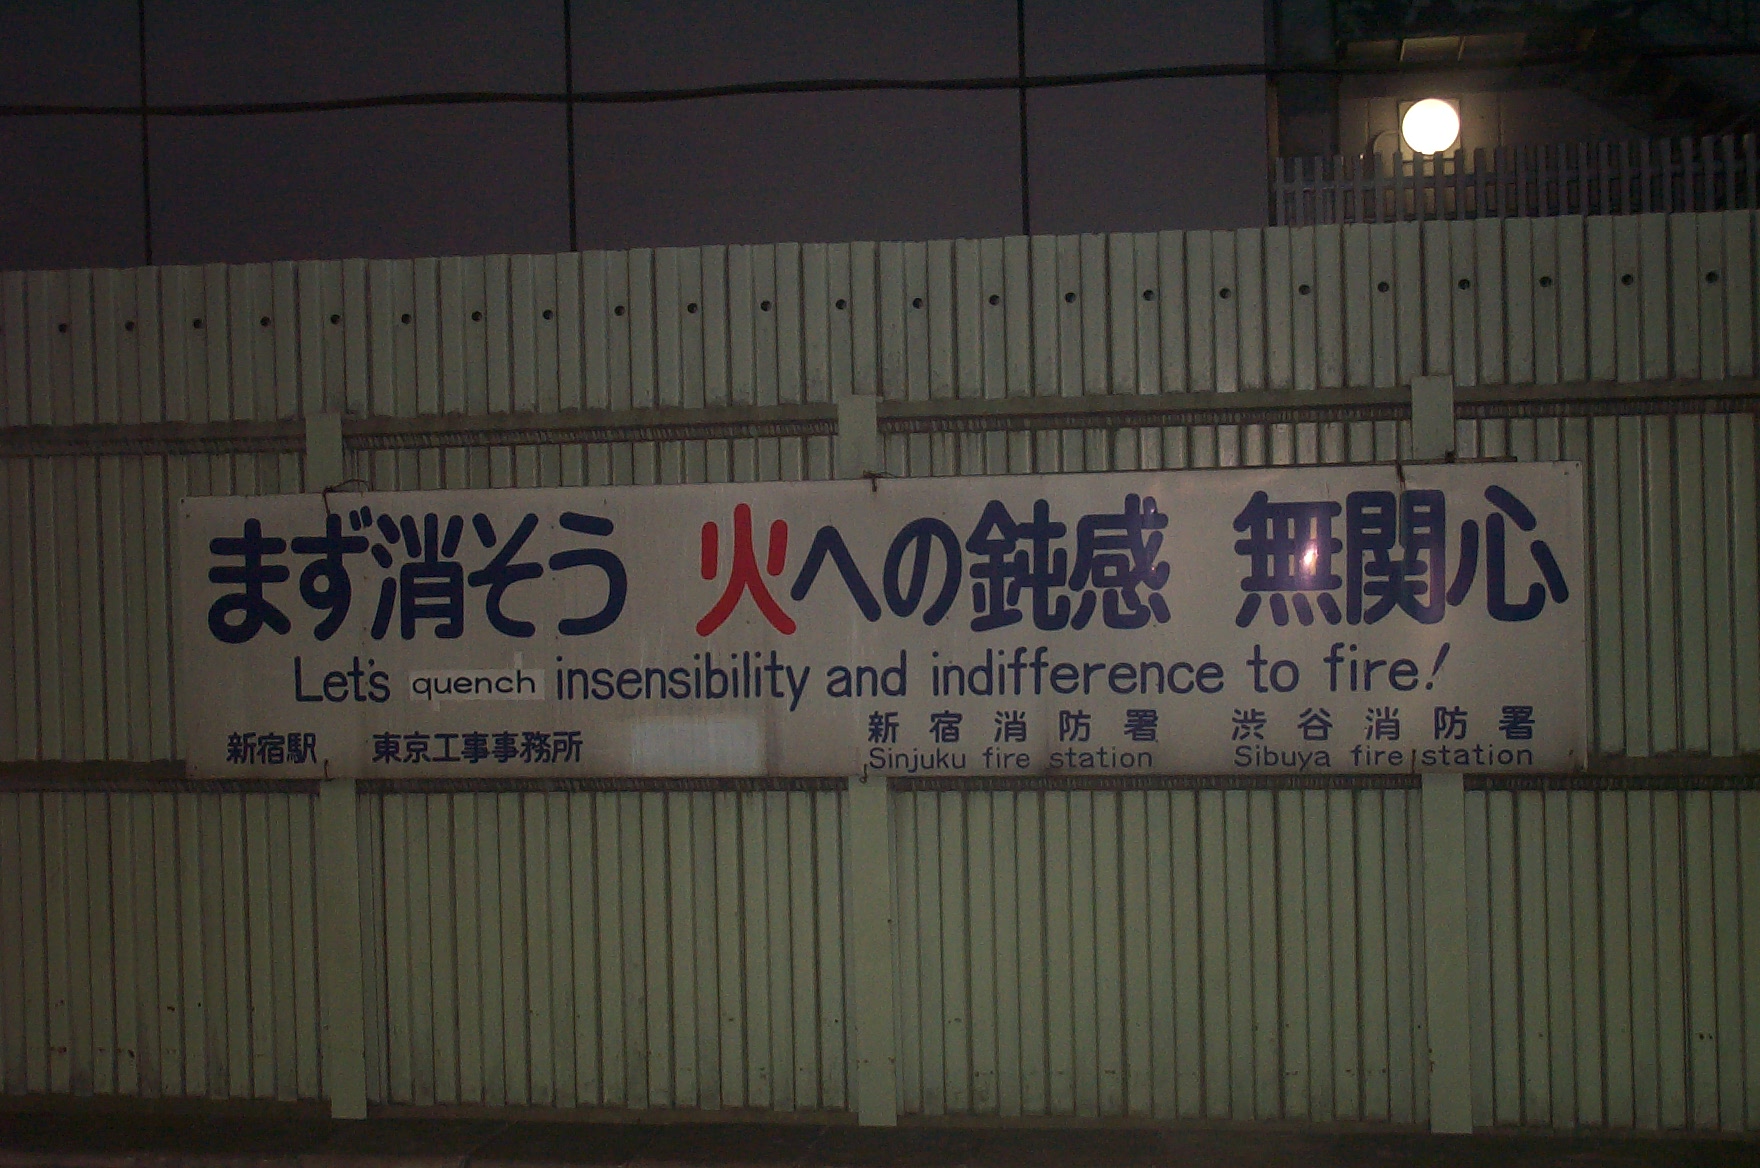 まず消そう 火への鈍感 無関心
Let's quench insensibility and indifference to fire!
新宿駅 東京工事事務所 新宿消防署 渋谷消防署
Sinjuku fire station Sibuya fire station